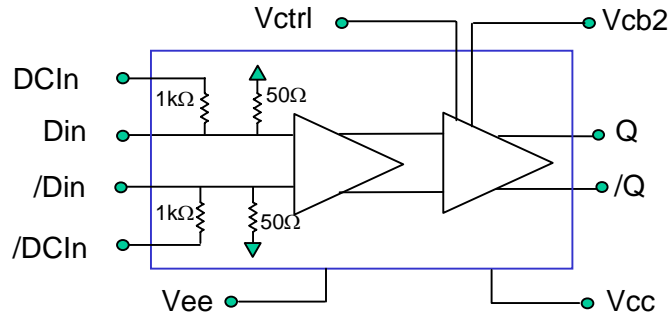 Vctrl
Vcb2
DCIn
1kΩ
50Ω
Din
Q
/Din
/Q
1kΩ
50Ω
/DCIn
Vee
Vcc